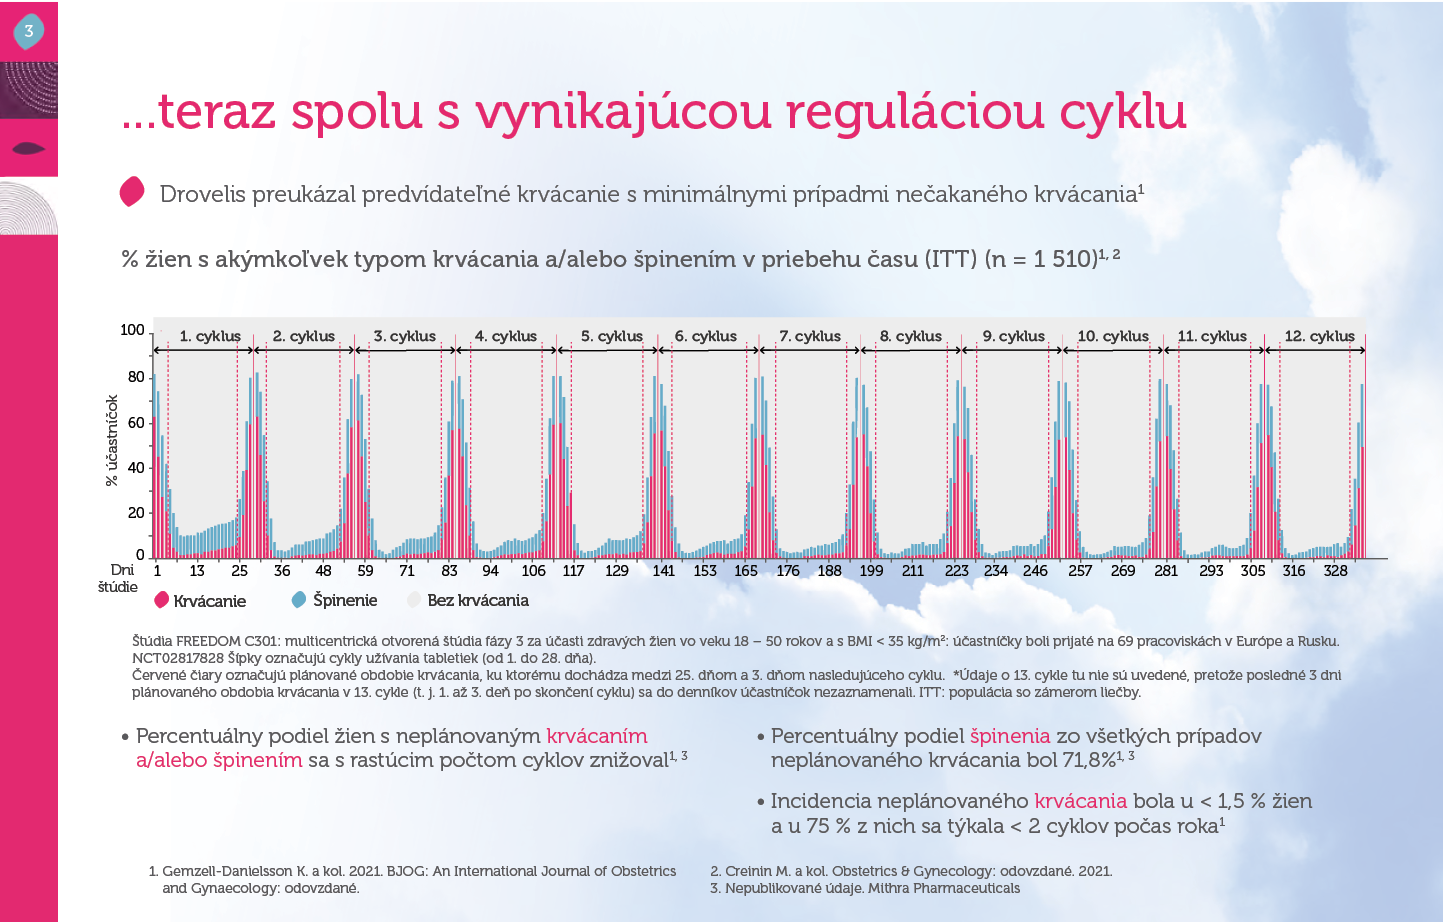 3
...teraz spolu s vynikajúcou reguláciou cyklu
Drovelis preukázal predvídateľné krvácanie s minimálnymi prípadmi nečakaného krvácania¹
% žien s akýmkoľvek typom krvácania a/alebo špinením v priebehu času (ITT) (n = 1 510)¹, ²
100
80
60
40
20
0
% účastníčok
1. cyklus 2. cyklus 3. cyklus 4. cyklus 5. cyklus 6. cyklus 7. cyklus 8. cyklus 9. cyklus 10. cyklus 11. cyklus 12. cyklus
Dni
štúdie
1 13 25 36 48 59 71 83 94 106 117 129 141 153 165 176 188 199 211 223 234 246 257 269 281 293 305 316 328
Krvácanie Špinenie Bez krvácania
Štúdia FREEDOM C301: multicentrická otvorená štúdia fázy 3 za účasti zdravých žien vo veku 18 – 50 rokov a s BMI < 35 kg/m²: účastníčky boli prijaté na 69 pracoviskách v Európe a Rusku.
NCT02817828 Šípky označujú cykly užívania tabletiek (od 1. do 28. dňa).
Červené čiary označujú plánované obdobie krvácania, ku ktorému dochádza medzi 25. dňom a 3. dňom nasledujúceho cyklu. *Údaje o 13. cykle tu nie sú uvedené, pretože posledné 3 dni
plánovaného obdobia krvácania v 13. cykle (t. j. 1. až 3. deň po skončení cyklu) sa do denníkov účastníčok nezaznamenali. ITT: populácia so zámerom liečby.
• Percentuálny podiel žien s neplánovaným krvácaním
a/alebo špinením sa s rastúcim počtom cyklov znižoval¹, ³
• Percentuálny podiel špinenia zo všetkých prípadov
neplánovaného krvácania bol 71,8%¹, ³
• Incidencia neplánovaného krvácania bola u < 1,5 % žien
a u 75 % z nich sa týkala < 2 cyklov počas roka¹
1. Gemzell-Danielsson K. a kol. 2021. BJOG: An International Journal of Obstetrics
and Gynaecology: odovzdané.
2. Creinin M. a kol. Obstetrics & Gynecology: odovzdané. 2021.
3. Nepublikované údaje. Mithra Pharmaceuticals